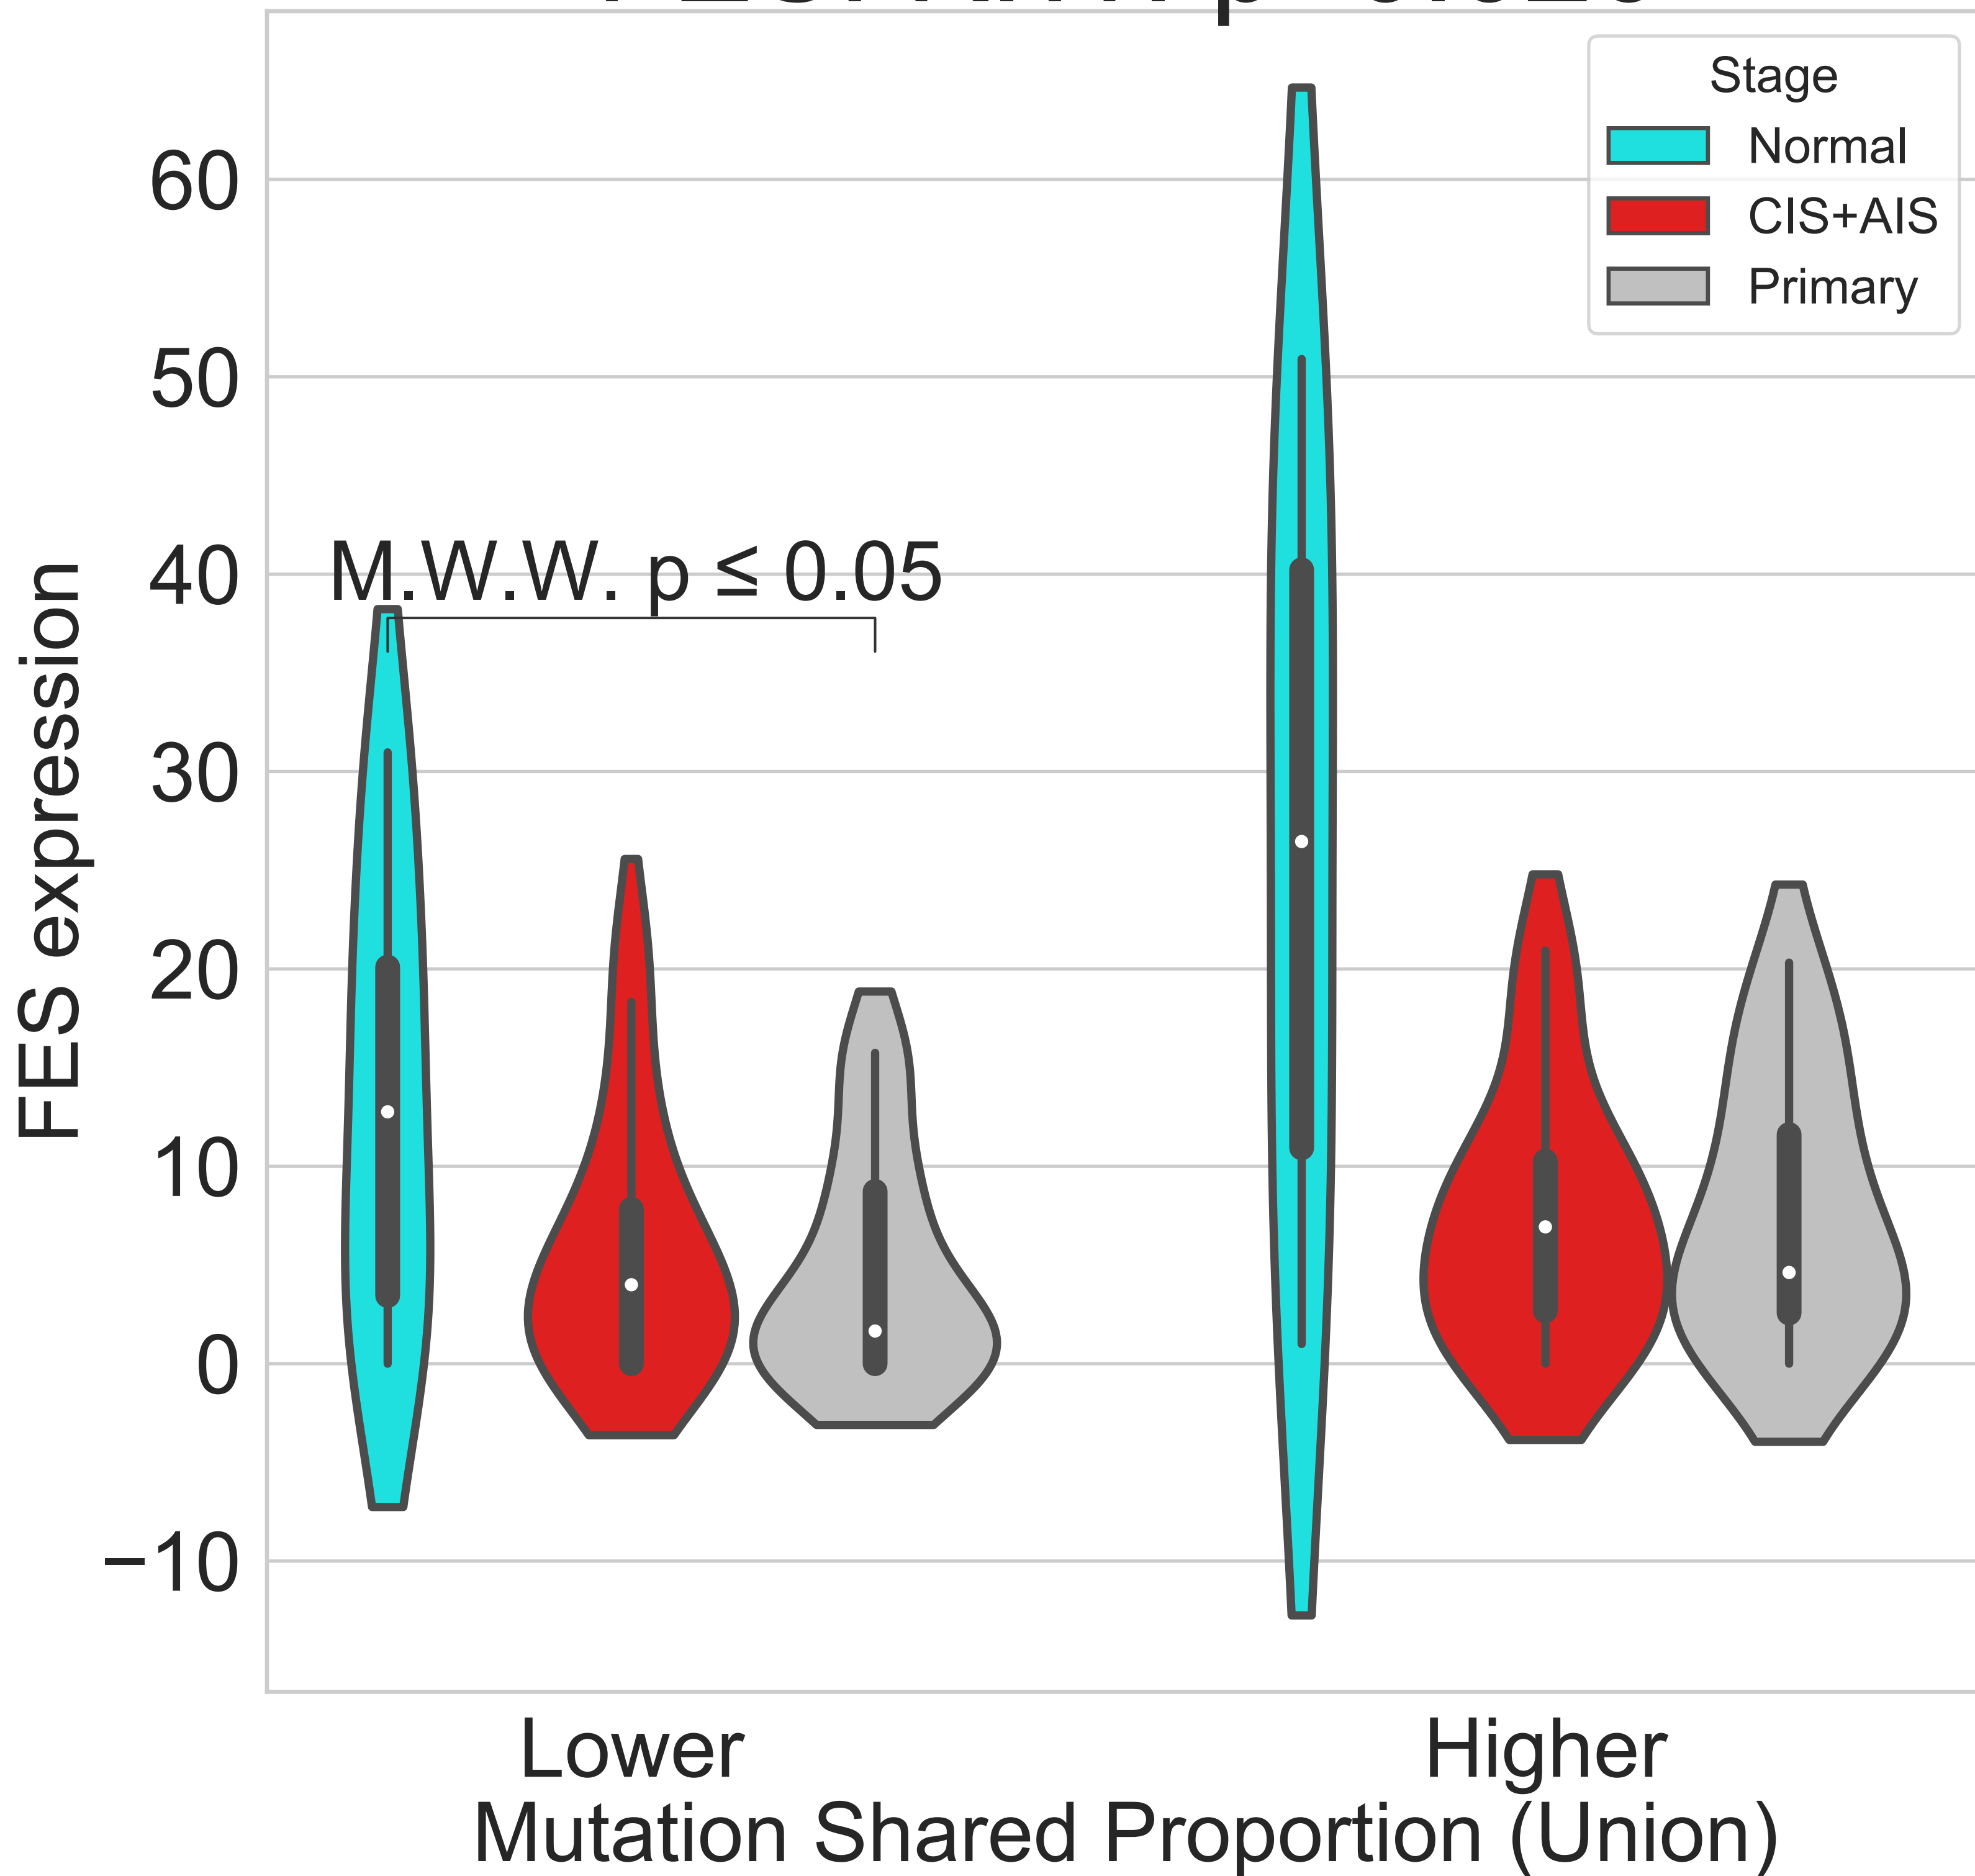 Stage
Normal
CIS+AIS
Primary
60
50
40
30
20
10
0
−10
FES expression
M.W.W. p ≤ 0.05
Lower
Higher
Mutation Shared Proportion (Union)